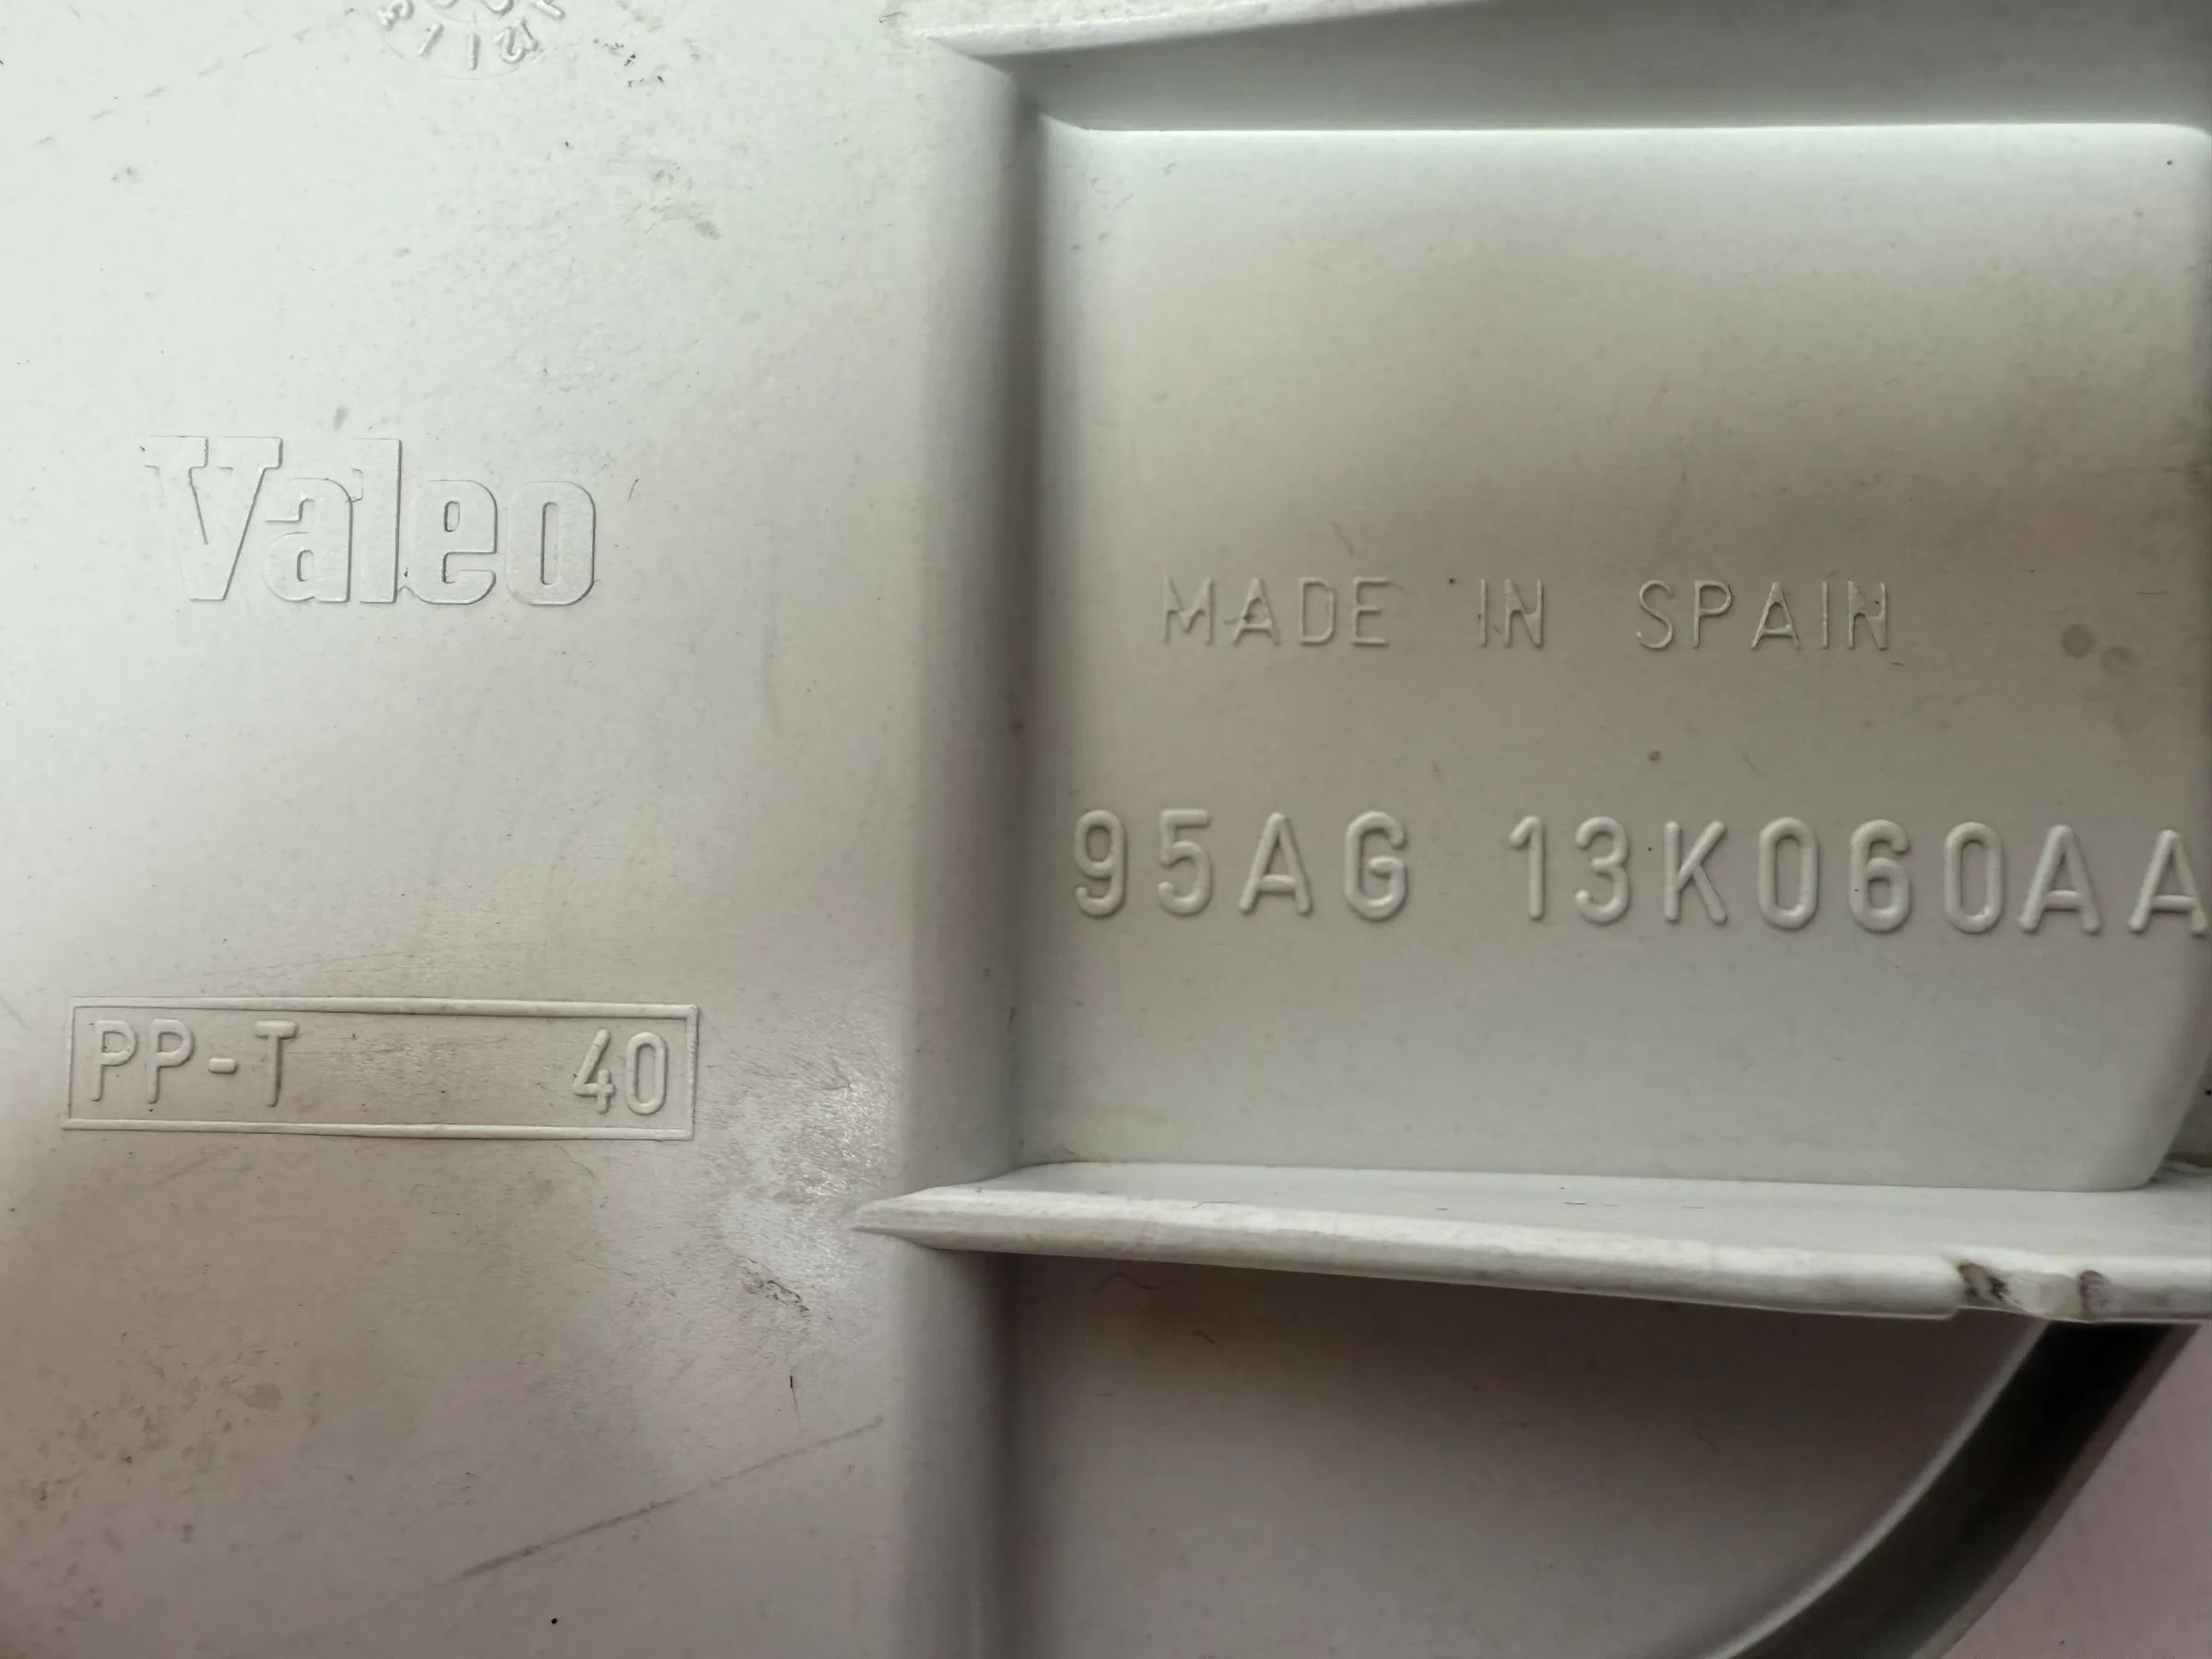 Valeo
MADE IN SPAIN
95AG 13K060AA
PP-T 40